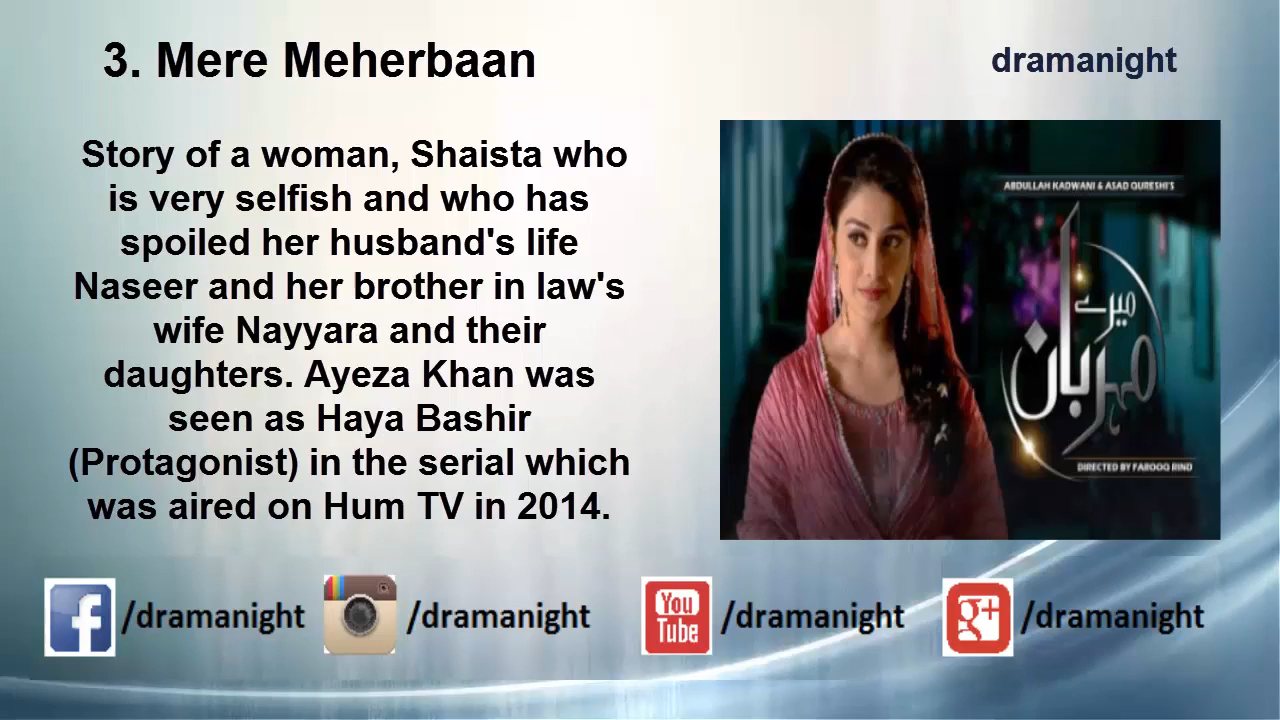 3. Mere Meherbaan
dramanight
Story of a woman, Shaista who
is very selfish and who has
spoiled her husband's life
Naseer and her brother in law's
wife Nayyara and their
daughters. Ayeza Khan was
seen as Haya Bashir
(Protagonist) in the serial which
was aired on Hum TV in 2014.
ABDULLAH KADWANI & ASAD QURESHI'S
میرے
مہرباں
DIRECTED BY FAROOQ RIND
f /dramanight
/dramanight
You
Tube /dramanight
g+ /dramanight